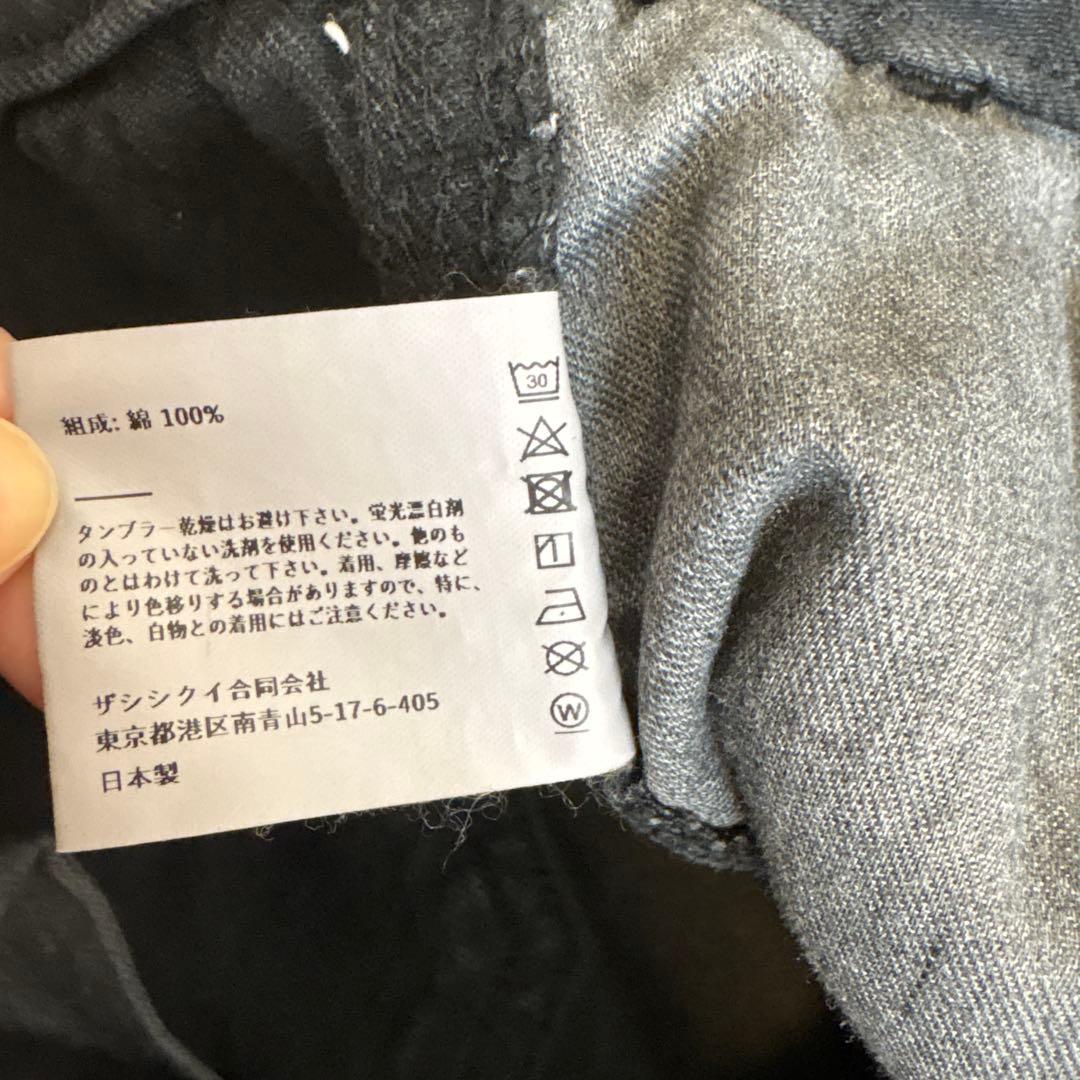 組成: 綿 100%
タンブラー乾燥はお避け下さい。蛍光漂白剤
の入っていない洗剤を使用ください。他のも
のとはわけて洗って下さい。着用、摩擦など
により色移りする場合がありますので、特に、
淡色、白物との着用にはご注意ください。
ザシシクイ合同会社
東京都港区南青山5-17-6-405
日本製
30
W